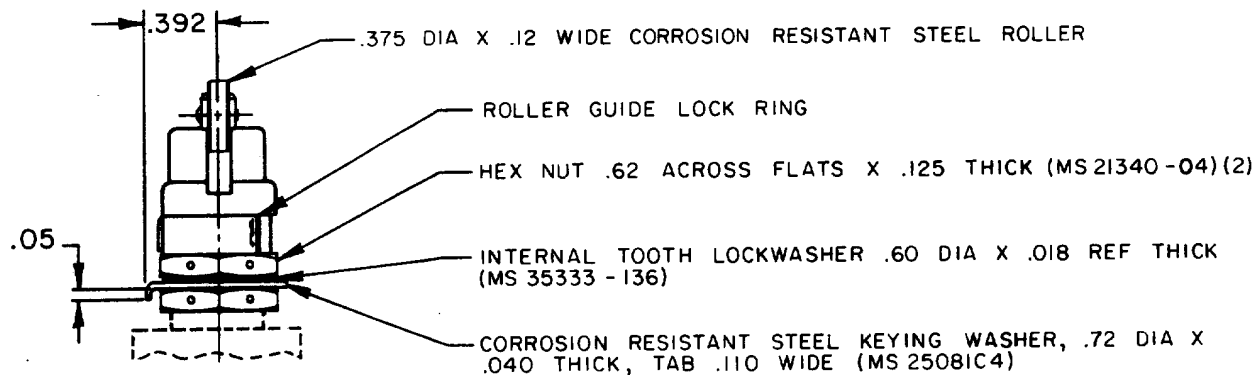 .392
.375 DIA X .12 WIDE CORROSION RESISTANT STEEL ROLLER
ROLLER GUIDE LOCK RING
HEX NUT .62 ACROSS FLATS X .125 THICK (MS 21340-04)(2)
.05
INTERNAL TOOTH LOCKWASHER .60 DIA X .018 REF THICK
(MS 35333-136)
CORROSION RESISTANT STEEL KEYING WASHER, .72 DIA X
.040 THICK, TAB .110 WIDE (MS 25081C4)